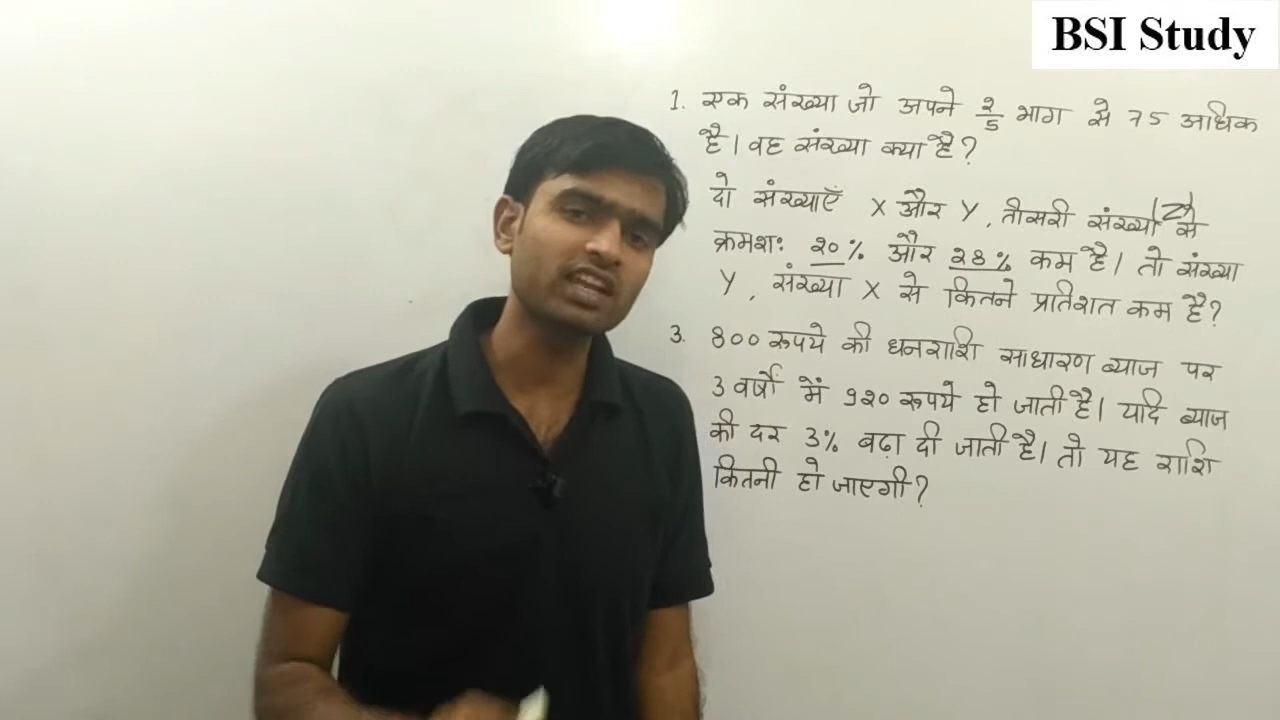 BSI Study
1. एक संख्या जो अपने 2/5 भाग से 75 अधिक
है। वह संख्या क्या है?
दो संख्याएँ X और Y, तीसरी संख्या (Z) से
क्रमशः 20% और 28% कम है। तो संख्या
Y, संख्या X से कितने प्रतिशत कम है?
3. 800 रूपये की धनराशि साधारण ब्याज पर
3 वर्षों में 920 रूपये हो जाती है। यदि ब्याज
की दर 3% बढ़ा दी जाती है। तो यह राशि
कितनी हो जाएगी?